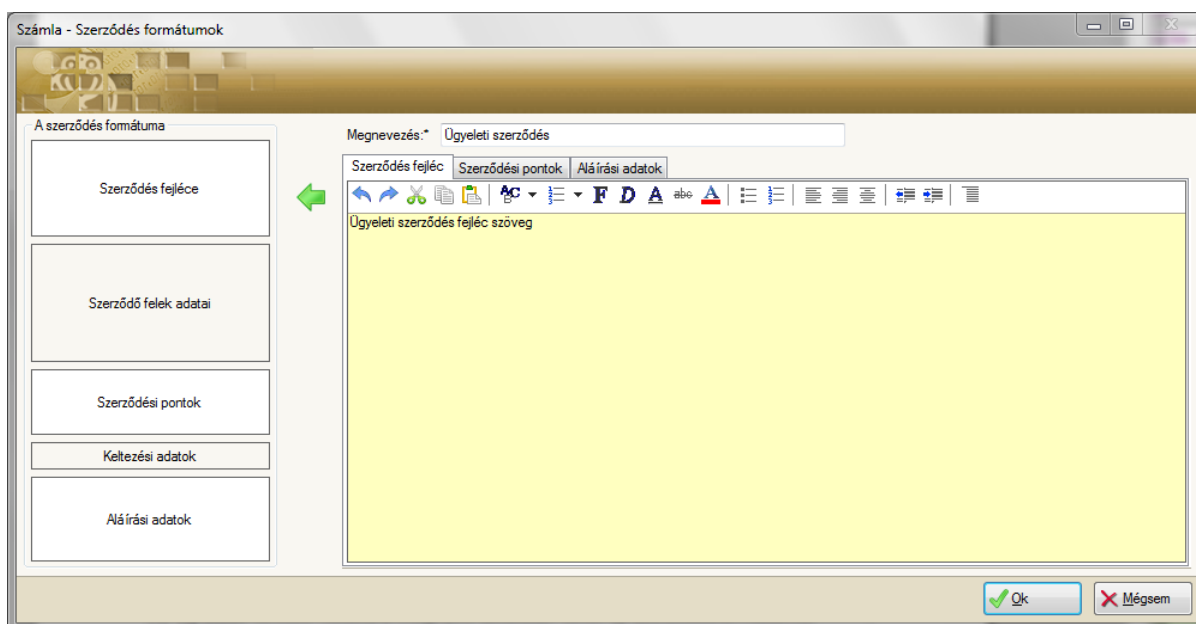 Számla - Szerződés formátumok
A szerződés formátuma
Szerződés fejléce
Szerződő felek adatai
Szerződési pontok
Keltezési adatok
Aláírási adatok
Megnevezés:* Ügyeleti szerződés
Szerződés fejléc Szerződési pontok Aláírási adatok
F D A abc A
Ügyeleti szerződés fejléc szöveg
Ok Mégsem